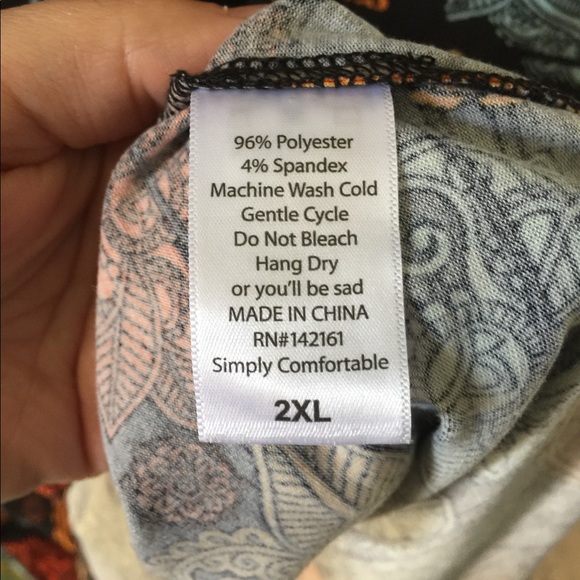 96% Polyester
4% Spandex
Machine Wash Cold
Gentle Cycle
Do Not Bleach
Hang Dry
or you'll be sad
MADE IN CHINA
RN#142161
Simply Comfortable
2XL